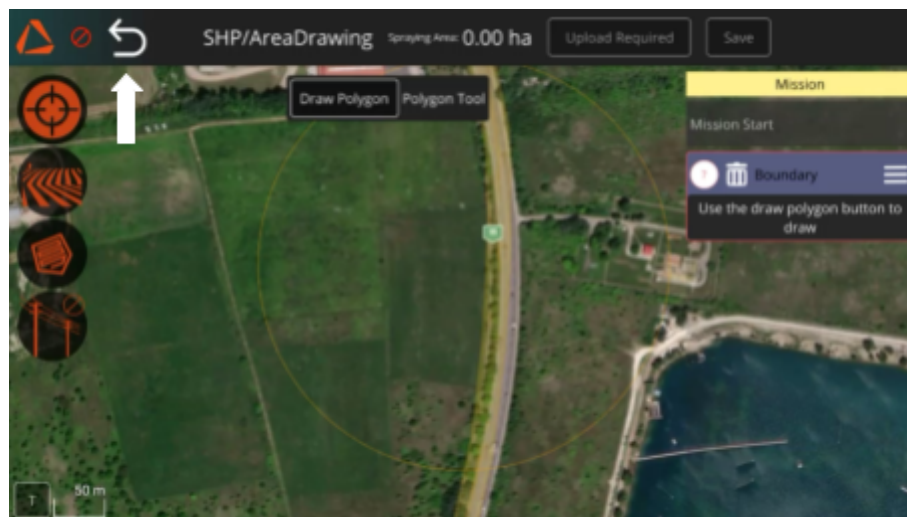 SHP/AreaDrawing Spraying Area: 0.00 ha Upload Required Save
Draw Polygon Polygon Tool
Mission
Mission Start
? Boundary
Use the draw polygon button to
draw
T 50 m